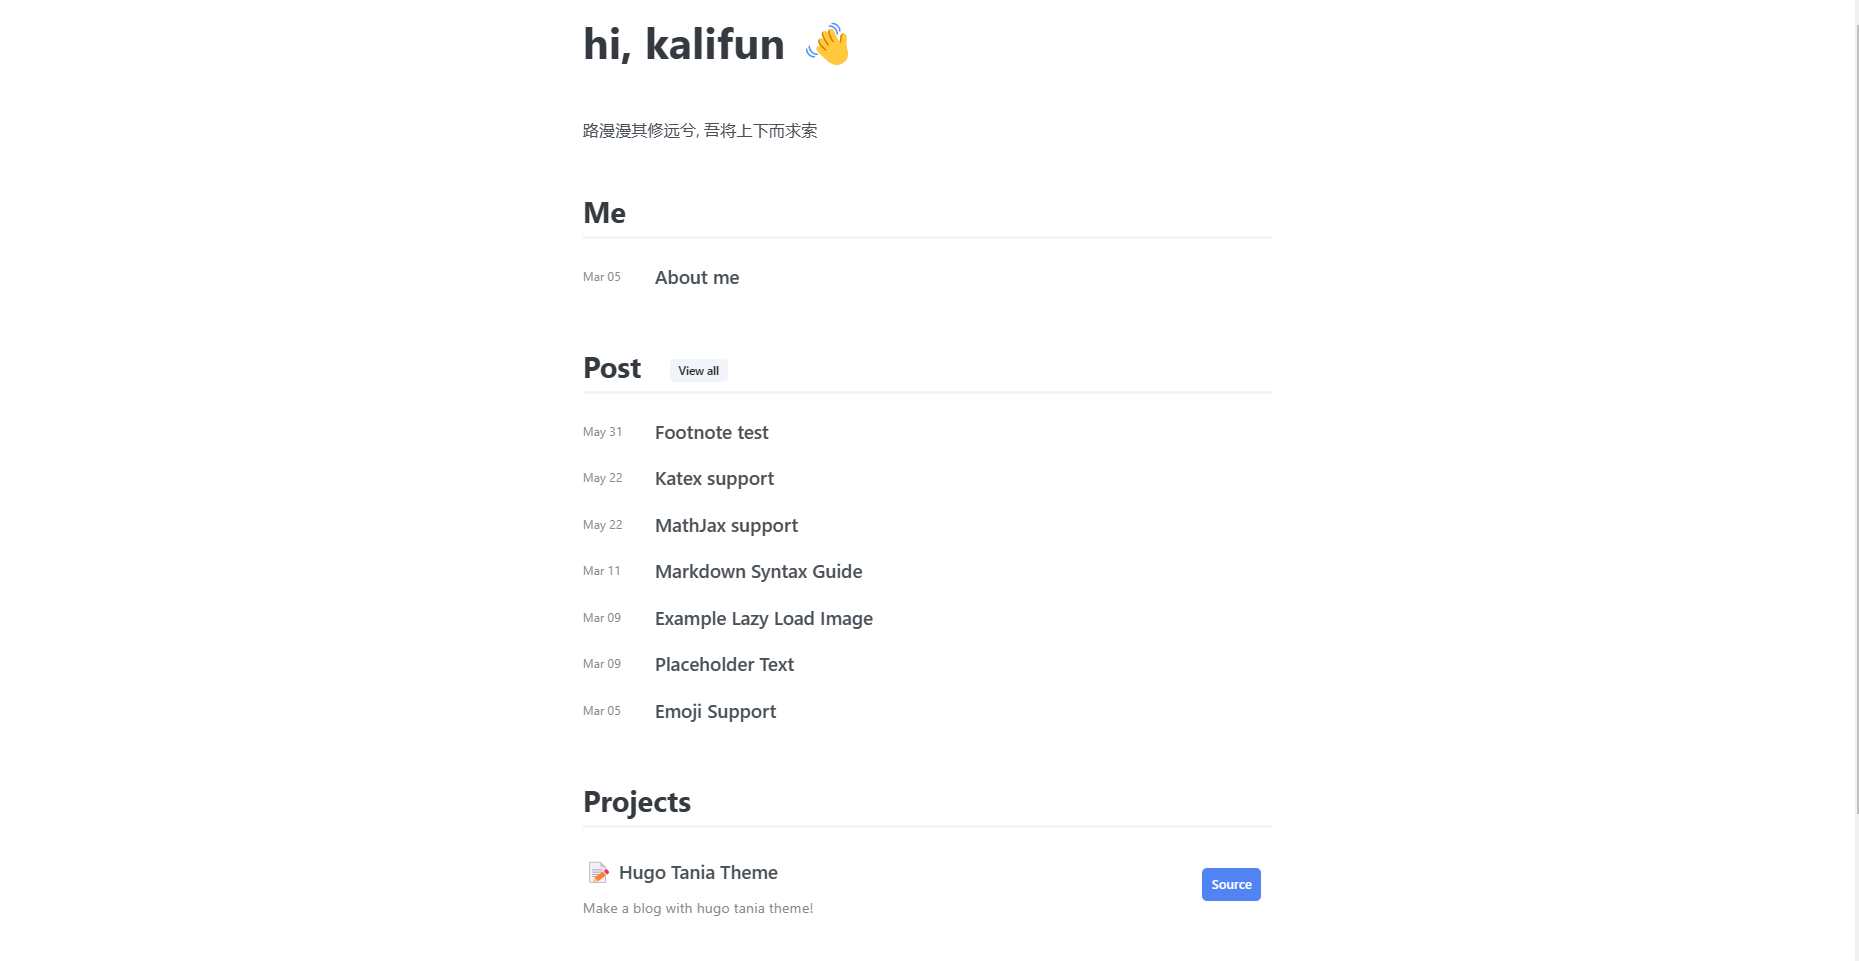 hi, kalifun 👋
路漫漫其修远兮, 吾将上下而求索
Me
Mar 05 About me
Post View all
May 31 Footnote test
May 22 Katex support
May 22 MathJax support
Mar 11 Markdown Syntax Guide
Mar 09 Example Lazy Load Image
Mar 09 Placeholder Text
Mar 05 Emoji Support
Projects
📝 Hugo Tania Theme
Source
Make a blog with hugo tania theme!